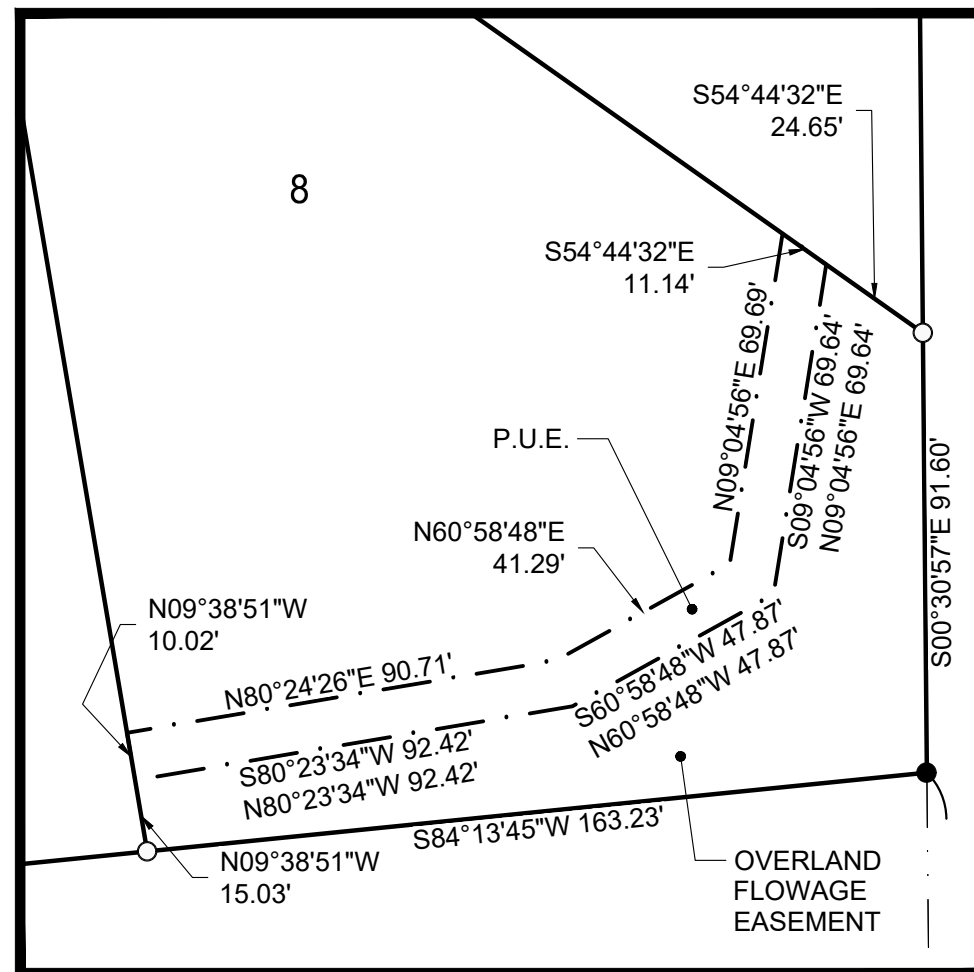 S54°44'32"E
24.65'
8
S54°44'32"E
11.14'
N09°04'56"E 69.69'
S09°04'56"W 69.64'
N09°04'56"E 69.64'
P.U.E.
S00°30'57"E 91.60'
N60°58'48"E
41.29'
N09°38'51"W
10.02'
N80°24'26"E 90.71'
S60°58'48"W 47.87'
N60°58'48"W 47.87'
S80°23'34"W 92.42'
N80°23'34"W 92.42'
S84°13'45"W 163.23'
N09°38'51"W
15.03'
OVERLAND
FLOWAGE
EASEMENT